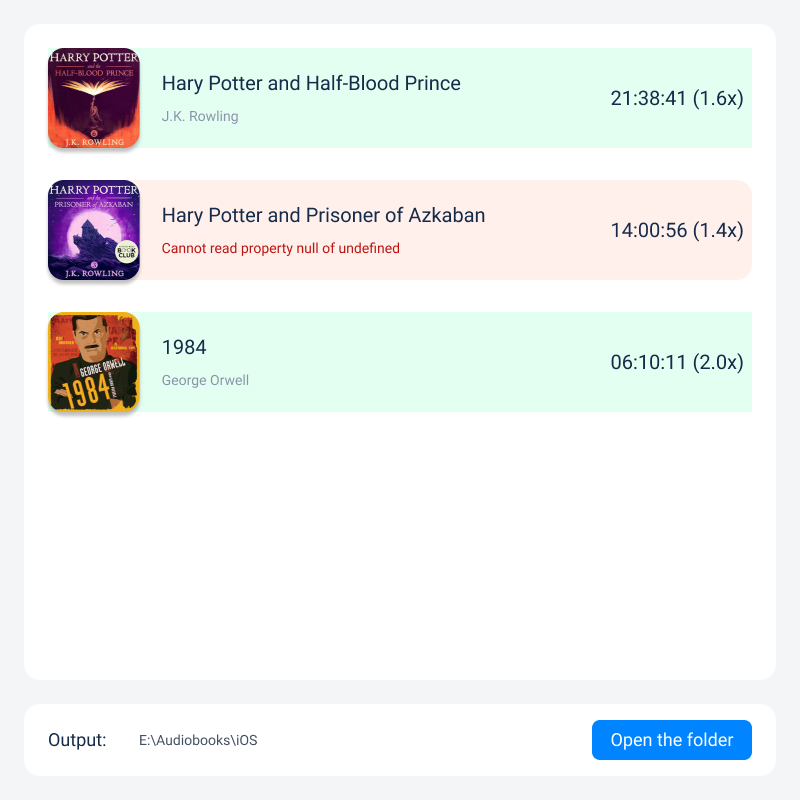 HARRY POTTER
and the
HALF-BLOOD PRINCE
6
J.K. ROWLING
Hary Potter and Half-Blood Prince
J.K. Rowling
21:38:41 (1.6x)
HARRY POTTER
and the
PRISONER of AZKABAN
BOOK
CLUB
3
J.K. ROWLING
Hary Potter and Prisoner of Azkaban
Cannot read property null of undefined
14:00:56 (1.4x)
GEORGE ORWELL
1984
1984
George Orwell
06:10:11 (2.0x)
Output:
E:\Audiobooks\iOS
Open the folder